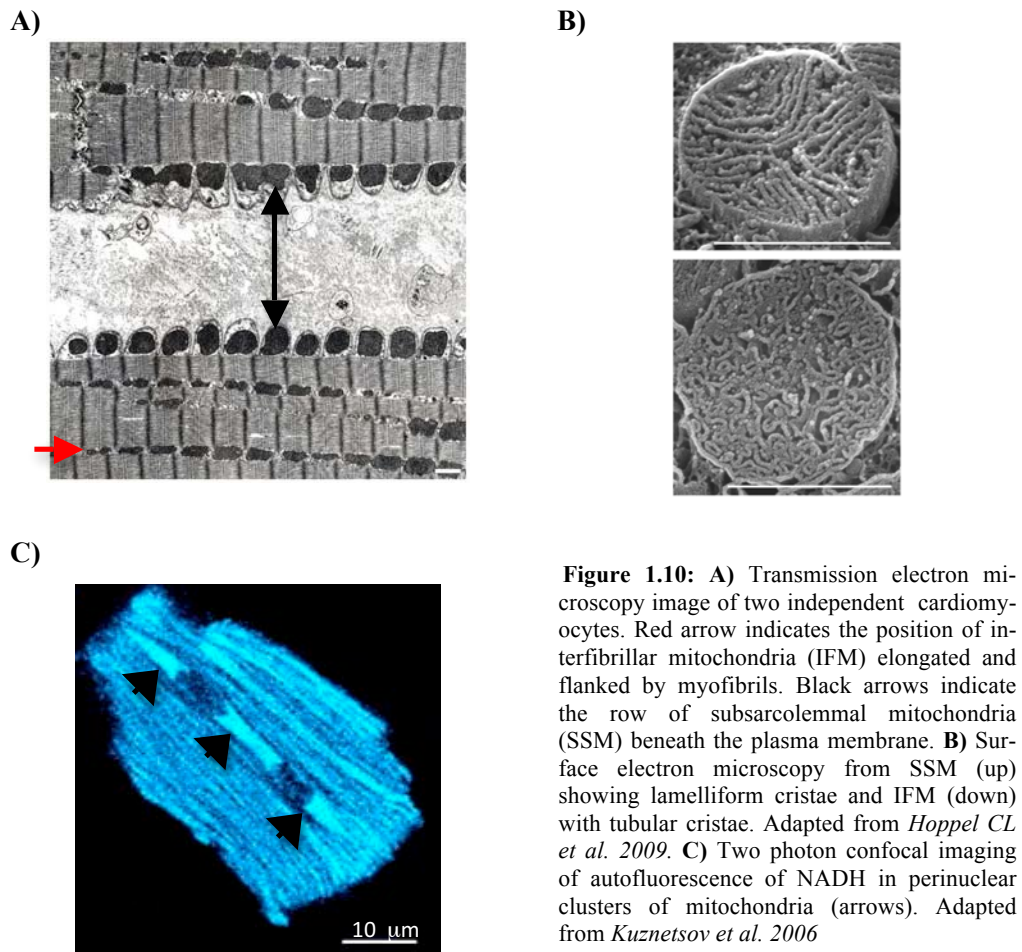 A)
B)
C)
10 μm
Figure 1.10: A) Transmission electron mi-
croscopy image of two independent cardiomy-
ocytes. Red arrow indicates the position of in-
terfibrillar mitochondria (IFM) elongated and
flanked by myofibrils. Black arrows indicate
the row of subsarcolemmal mitochondria
(SSM) beneath the plasma membrane. B) Sur-
face electron microscopy from SSM (up)
showing lamelliform cristae and IFM (down)
with tubular cristae. Adapted from Hoppel CL
et al. 2009. C) Two photon confocal imaging
of autofluorescence of NADH in perinuclear
clusters of mitochondria (arrows). Adapted
from Kuznetsov et al. 2006